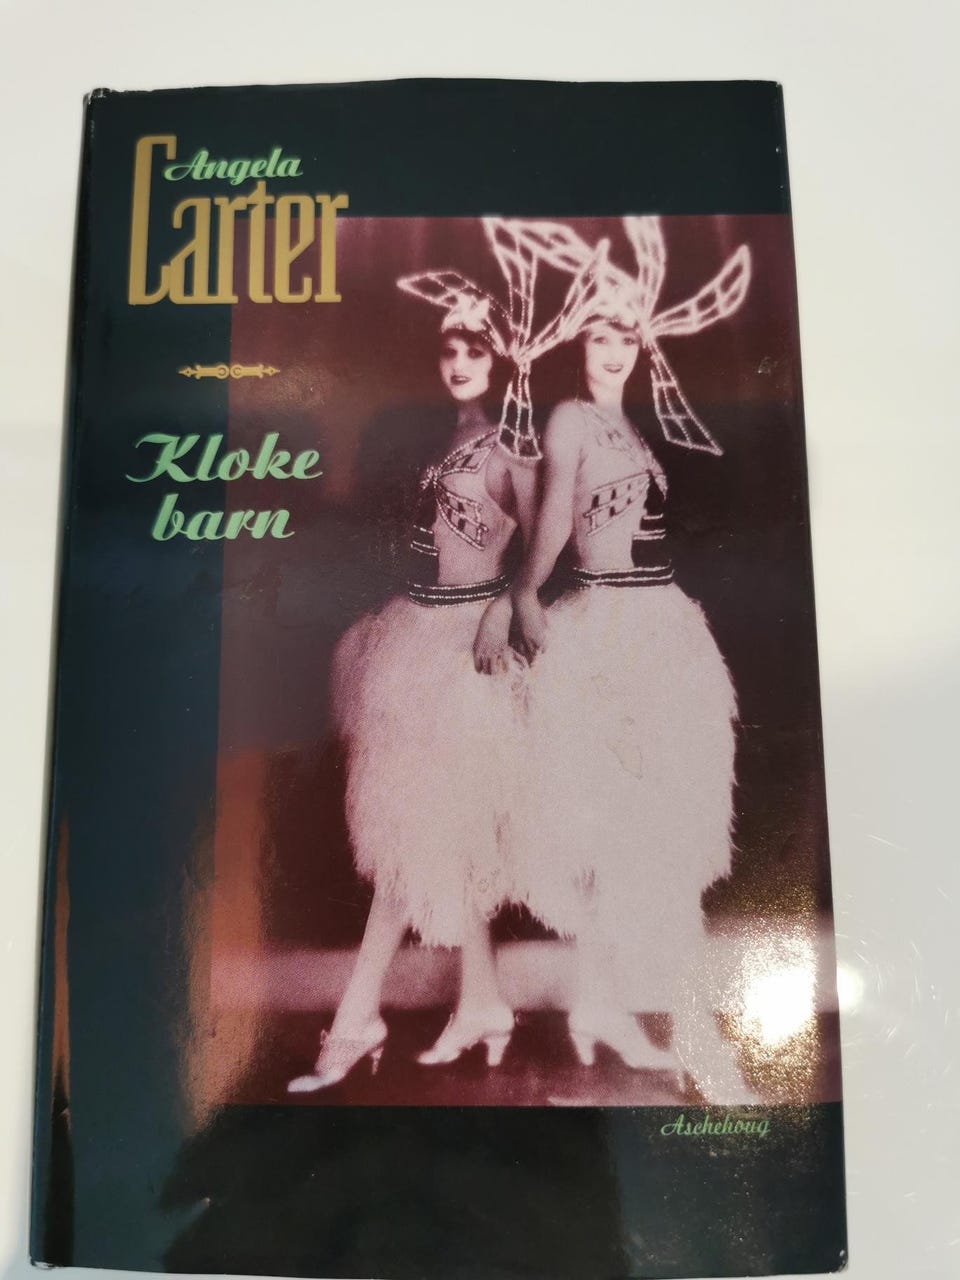 Angela
Carter
Kloke
barn
Aschehoug